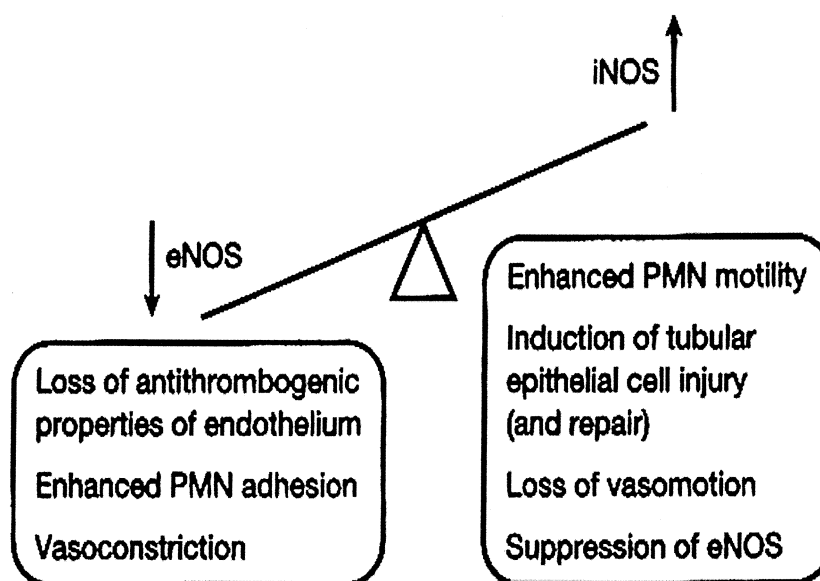 iNOS
eNOS
Loss of antithrombogenic
properties of endothelium
Enhanced PMN adhesion
Vasoconstriction
Enhanced PMN motility
Induction of tubular
epithelial cell injury
(and repair)
Loss of vasomotion
Suppression of eNOS